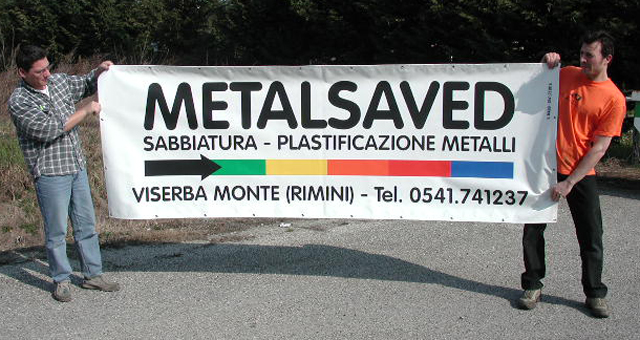 METALSAVED
SABBIATURA - PLASTIFICAZIONE METALLI
VISERBA MONTE (RIMINI) - Tel. 0541.741237